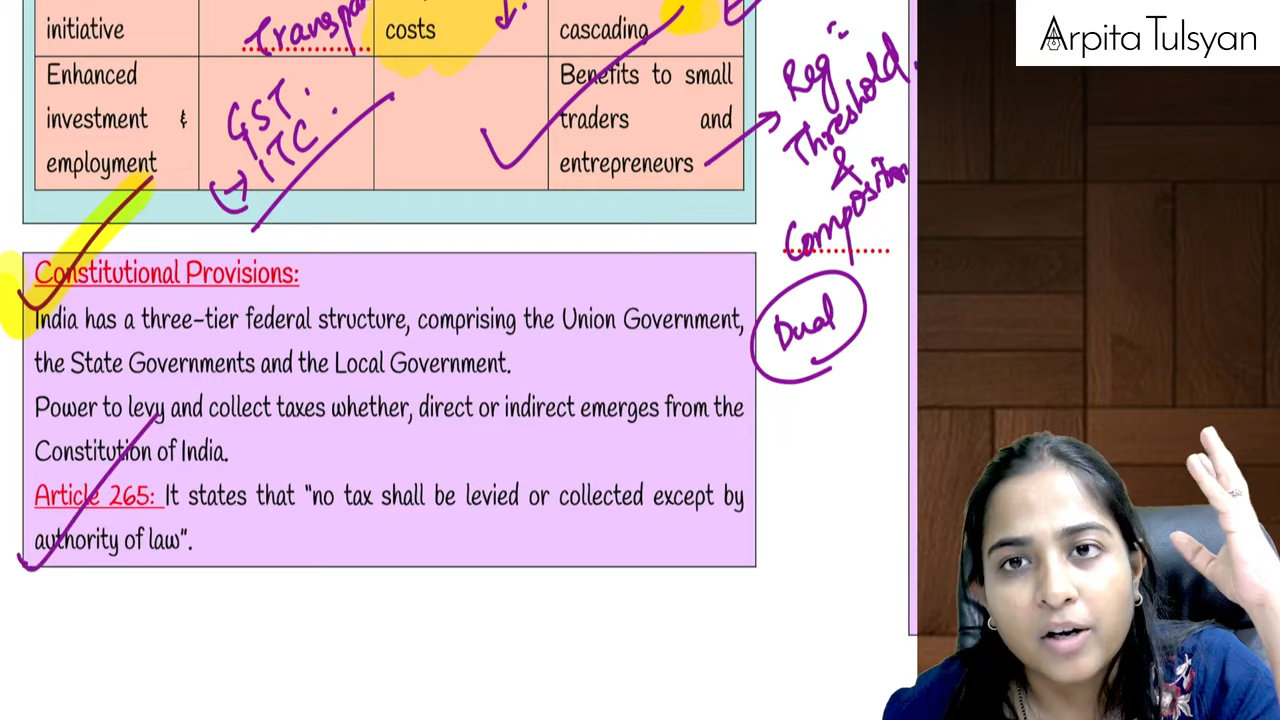 Arpita Tulsyan
initiative
costs
cascading
Enhanced
investment &
employment
GST:
ITC
Benefits to small
traders and
entrepreneurs
Reg
Threshold
&
Composition
Dual
Constitutional Provisions:
India has a three-tier federal structure, comprising the Union Government,
the State Governments and the Local Government.
Power to levy and collect taxes whether, direct or indirect emerges from the
Constitution of India.
Article 265: It states that "no tax shall be levied or collected except by
authority of law".